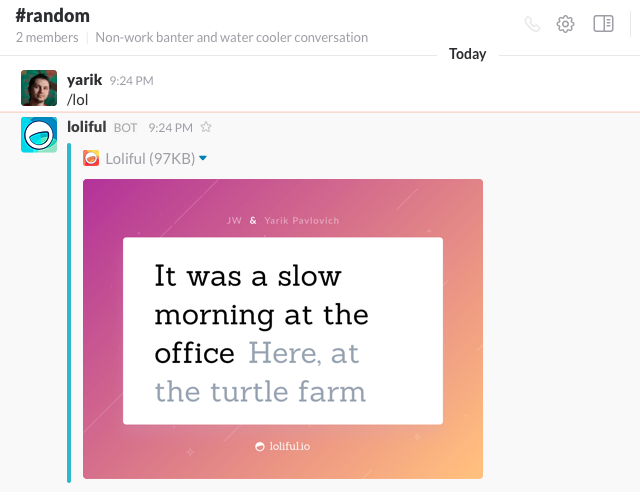 #random
2 members | Non-work banter and water cooler conversation
Today
yarik 9:24 PM
/lol
loliful BOT 9:24 PM
Loliful (97KB)
JW & Yarik Pavlovich
It was a slow
morning at the
office Here, at
the turtle farm
loliful.io